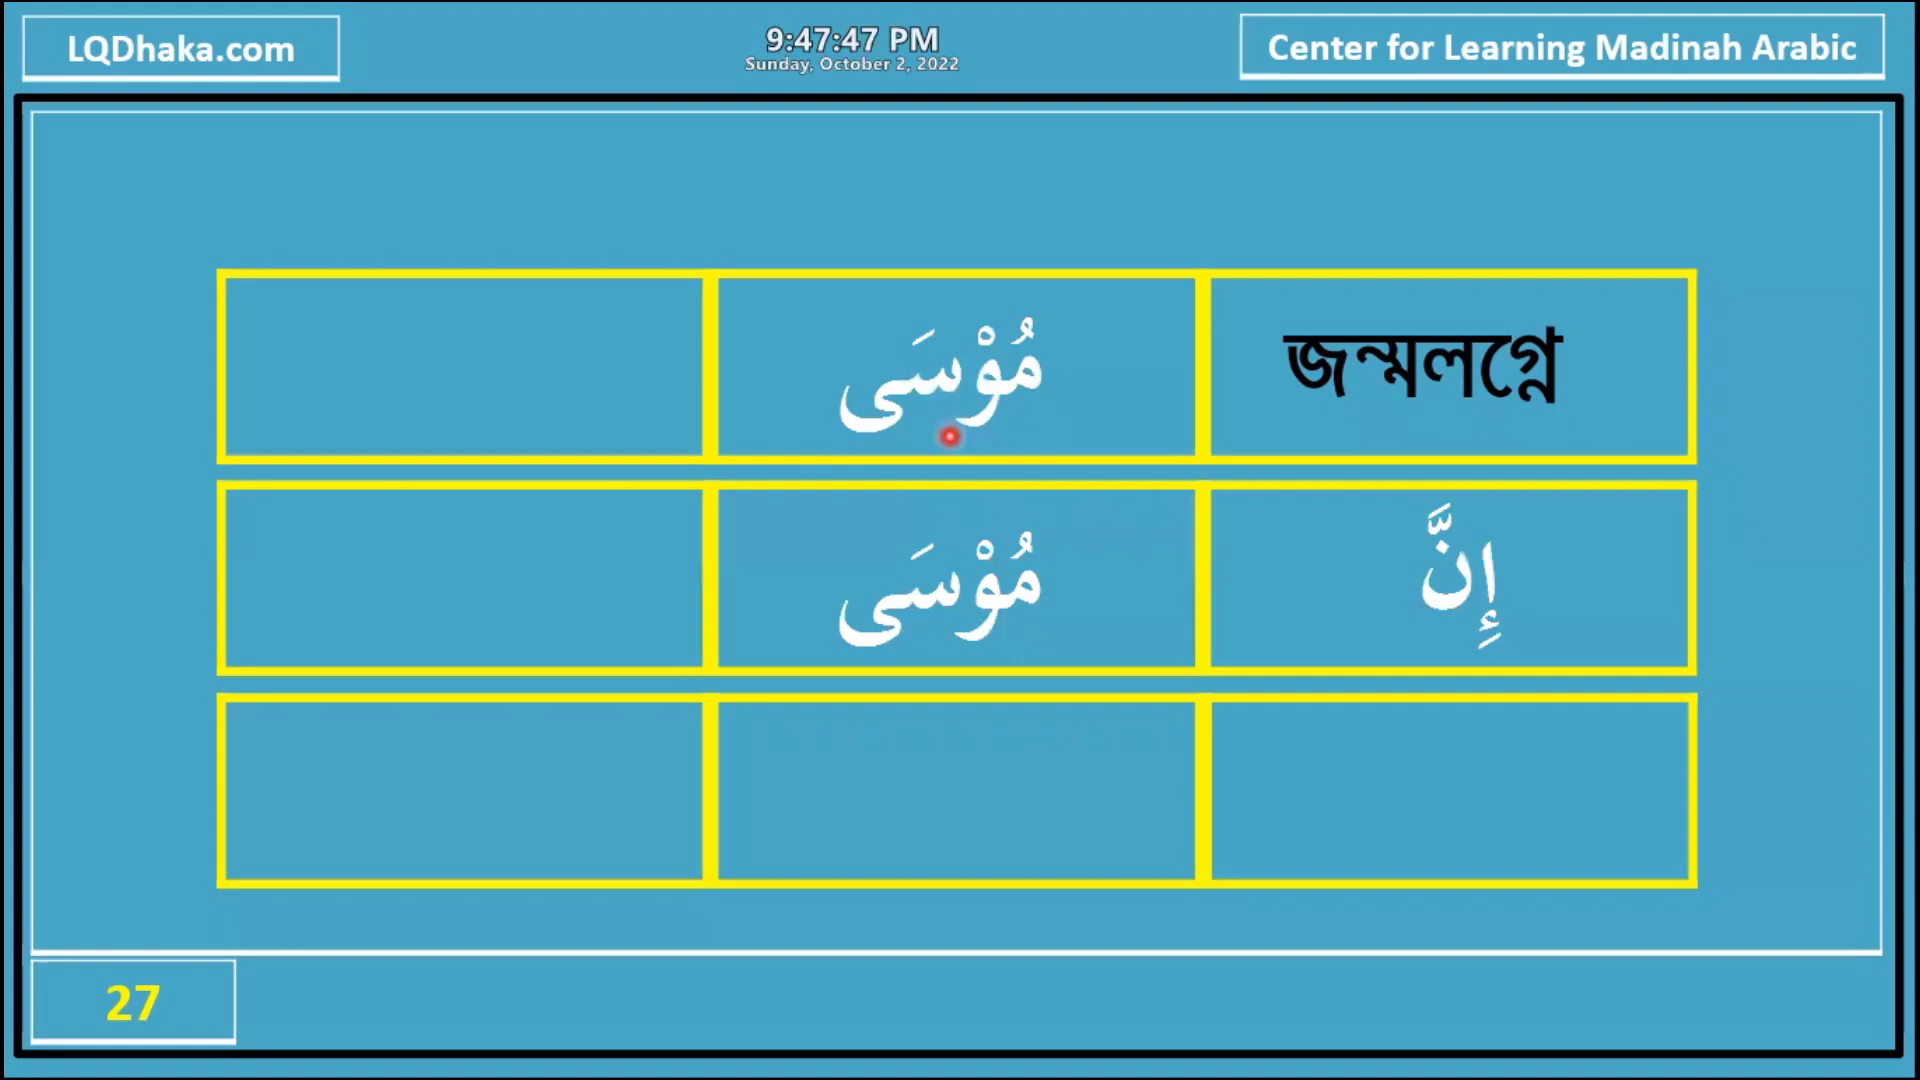 LQDhaka.com
9:47:47 PM
Sunday, October 2, 2022
Center for Learning Madinah Arabic
জন্মলগ্নে
مُوْسَى
إِنَّ
مُوْسَى
27